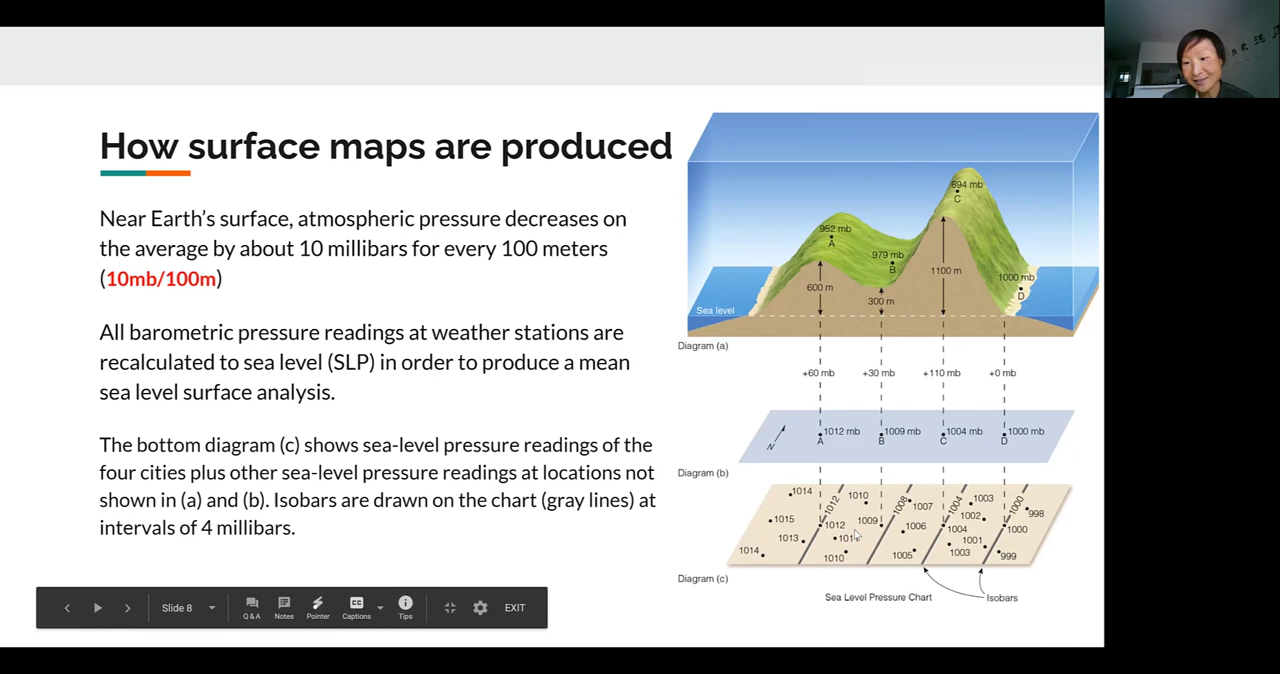 How surface maps are produced
Near Earth's surface, atmospheric pressure decreases on
the average by about 10 millibars for every 100 meters
(10mb/100m)
All barometric pressure readings at weather stations are
recalculated to sea level (SLP) in order to produce a mean
sea level surface analysis.
The bottom diagram (c) shows sea-level pressure readings of the
four cities plus other sea-level pressure readings at locations not
shown in (a) and (b). Isobars are drawn on the chart (gray lines) at
intervals of 4 millibars.
894 mb
C
952 mb
A
979 mb
B
1000 mb
D
600 m
300 m
1100 m
Sea level
Diagram (a)
+60 mb +30 mb +110 mb +0 mb
N
1012 mb 1009 mb 1004 mb 1000 mb
A B C D
Diagram (b)
1014 1012 1010 1008 1007 1004 1003 1000 998
1015 1012 1009 1006 1004 1002 1000
1013 1001
1014 1010 1005 1003 999
Diagram (c)
Sea Level Pressure Chart
Isobars
Slide 8
Q&A Notes Pointer CC Captions Tips EXIT